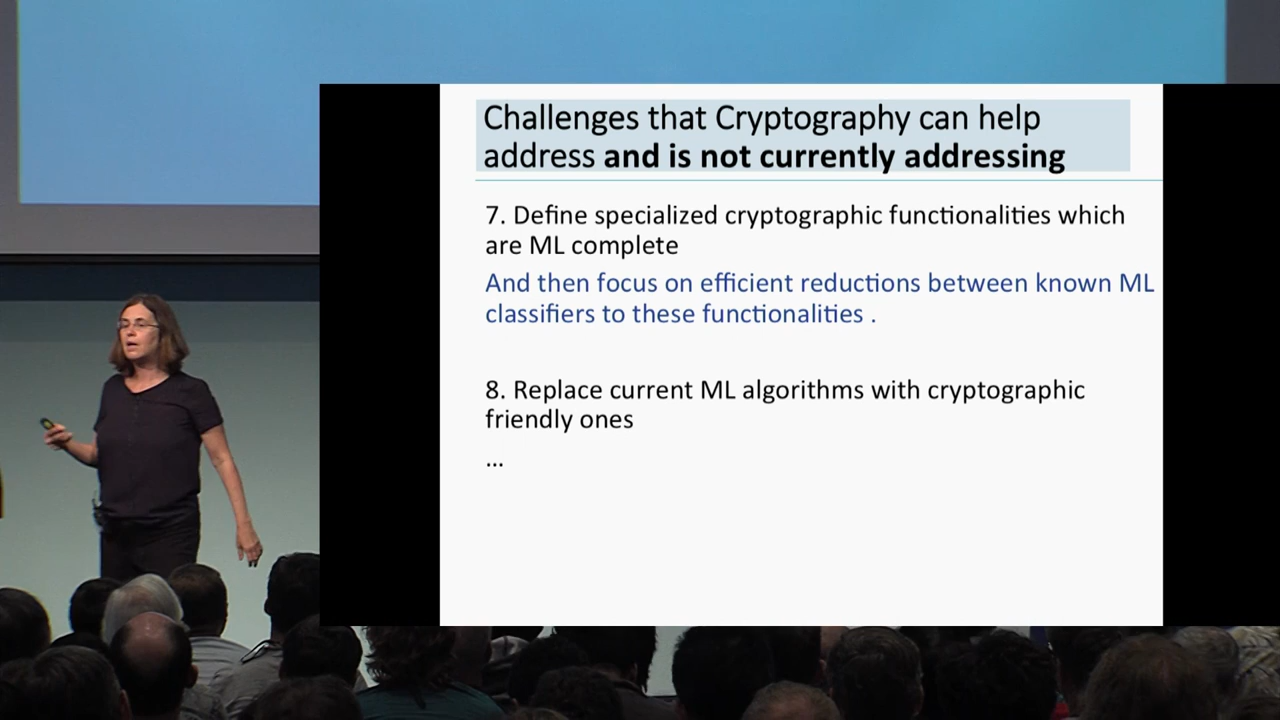 Challenges that Cryptography can help
address and is not currently addressing
7. Define specialized cryptographic functionalities which
are ML complete
And then focus on efficient reductions between known ML
classifiers to these functionalities .
8. Replace current ML algorithms with cryptographic
friendly ones
...